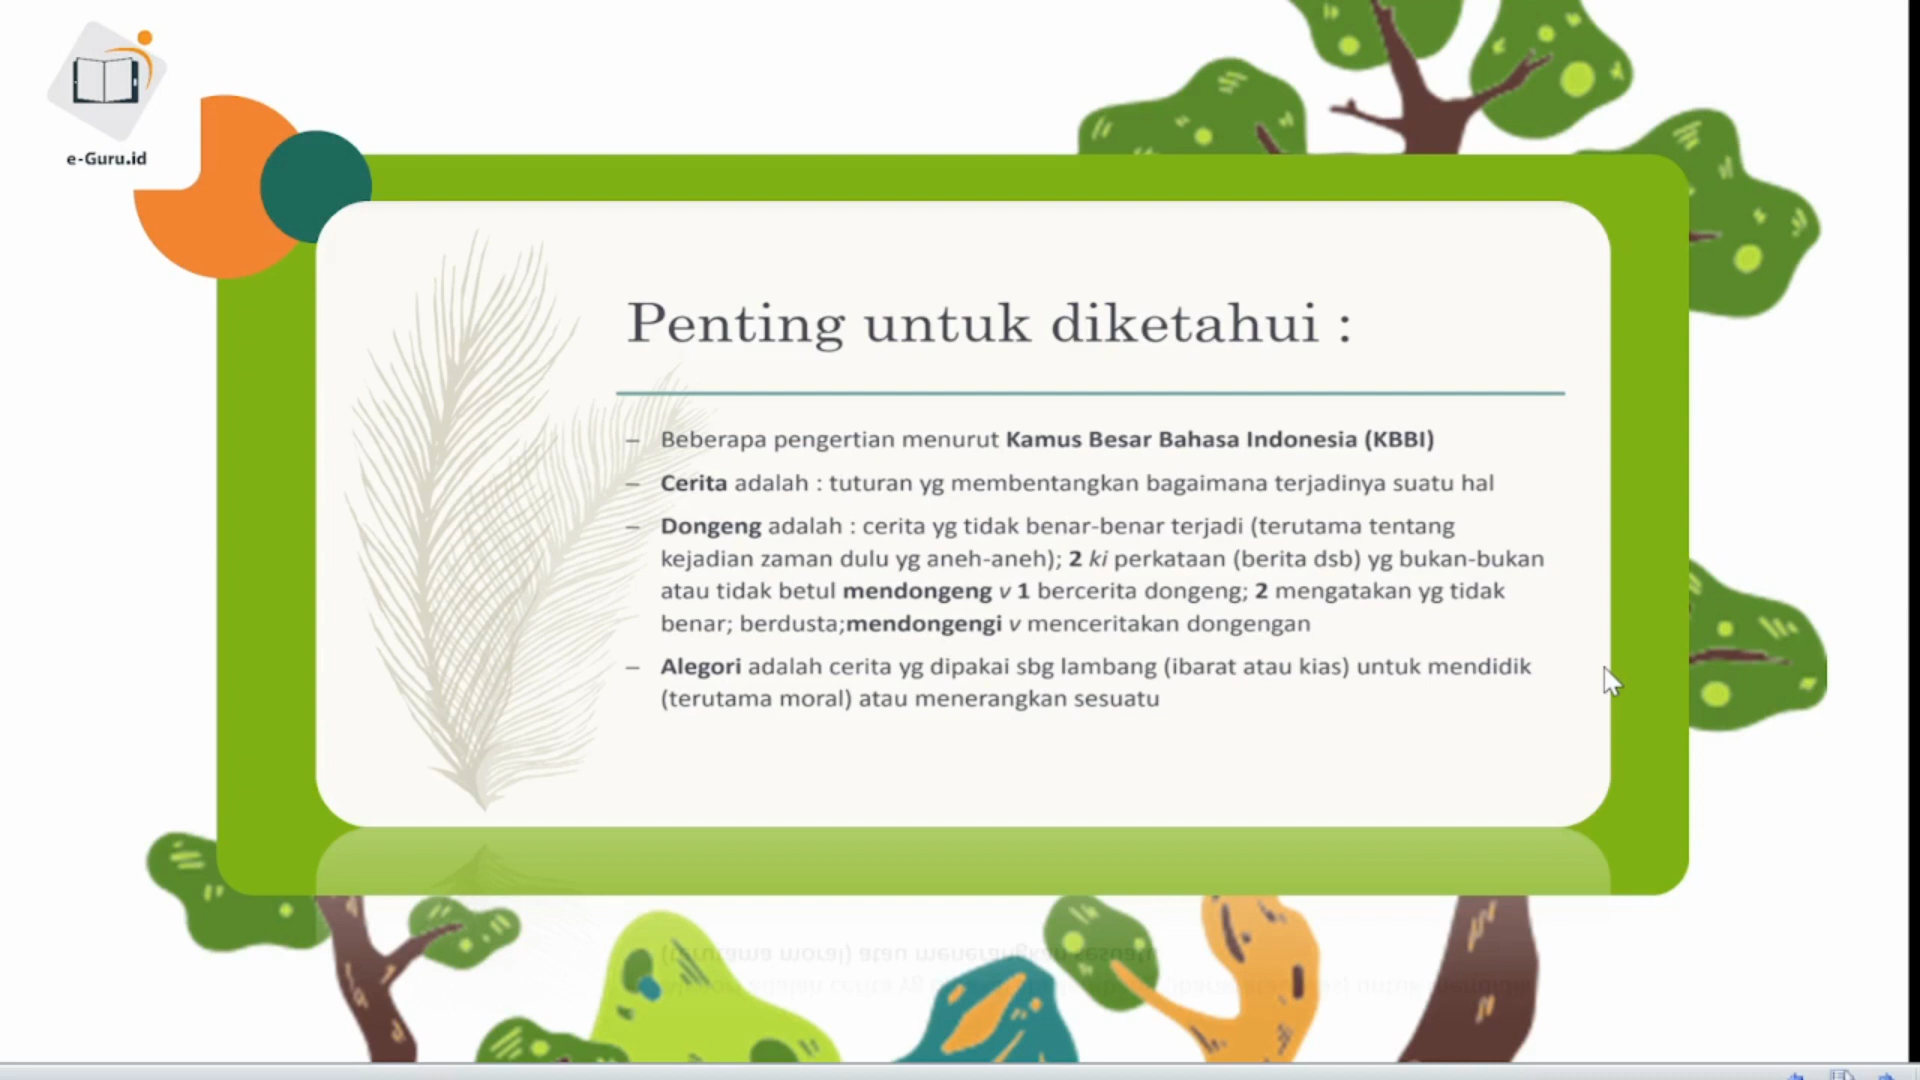 e-Guru.id
Penting untuk diketahui :
– Beberapa pengertian menurut Kamus Besar Bahasa Indonesia (KBBI)
– Cerita adalah : tuturan yg membentangkan bagaimana terjadinya suatu hal
– Dongeng adalah : cerita yg tidak benar-benar terjadi (terutama tentang
kejadian zaman dulu yg aneh-aneh); 2 ki perkataan (berita dsb) yg bukan-bukan
atau tidak betul mendongeng v 1 bercerita dongeng; 2 mengatakan yg tidak
benar; berdusta;mendongengi v menceritakan dongengan
– Alegori adalah cerita yg dipakai sbg lambang (ibarat atau kias) untuk mendidik
(terutama moral) atau menerangkan sesuatu